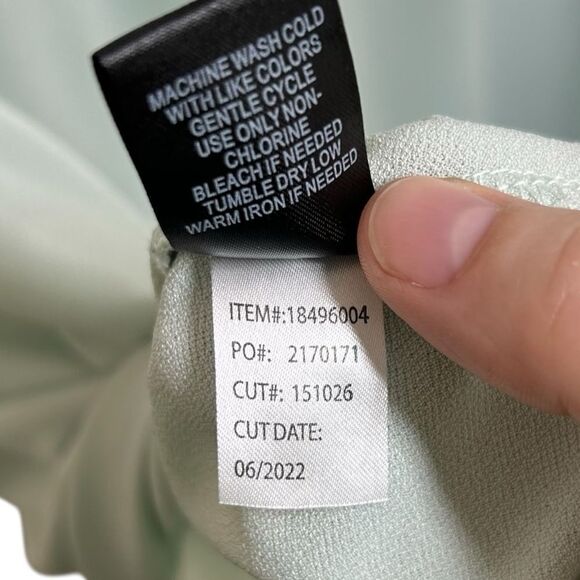 MACHINE WASH COLD
WITH LIKE COLORS
GENTLE CYCLE
USE ONLY NON-
CHLORINE
BLEACH IF NEEDED
TUMBLE DRY LOW
WARM IRON IF NEEDED
ITEM#:18496004
PO#: 2170171
CUT#: 151026
CUT DATE:
06/2022